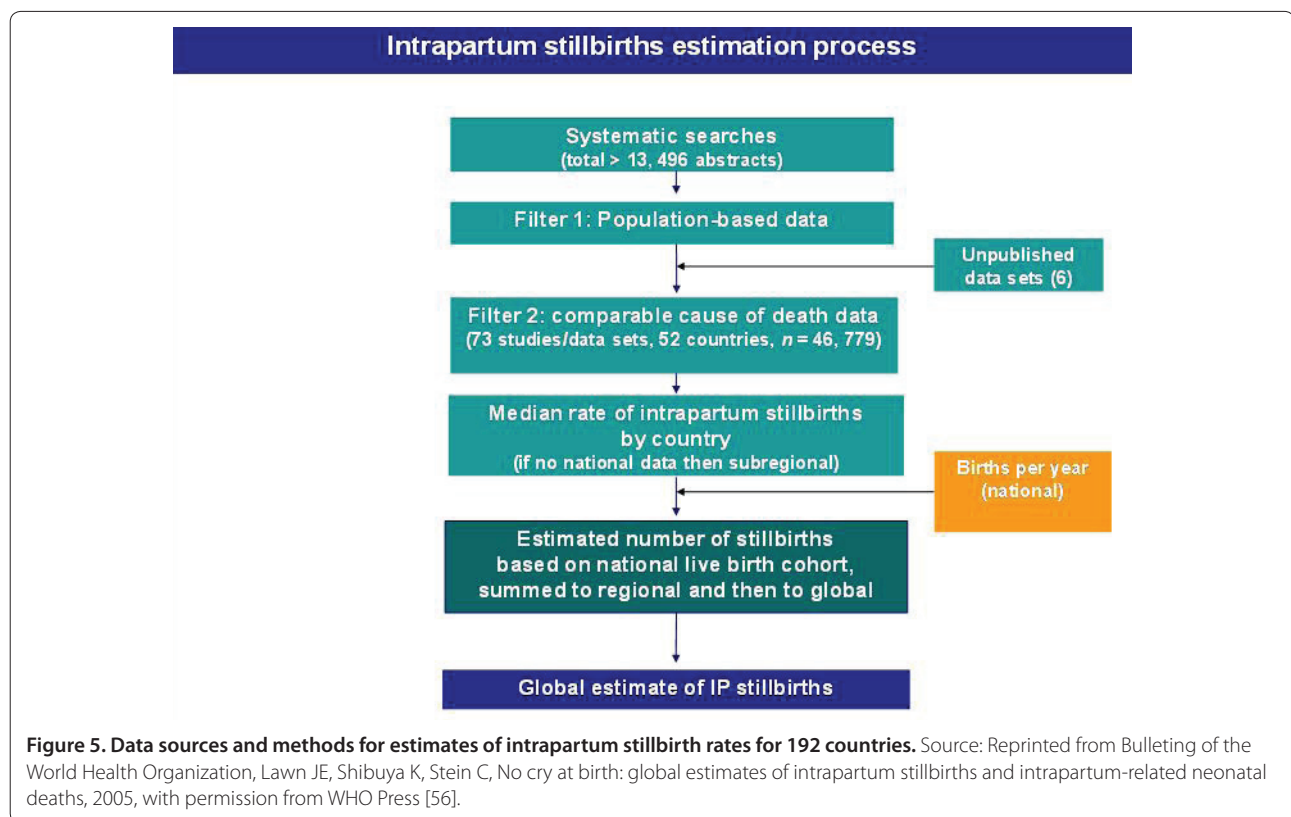 Intrapartum stillbirths estimation process
Systematic searches
(total > 13, 496 abstracts)
Filter 1: Population-based data
Unpublished
data sets (6)
Filter 2: comparable cause of death data
(73 studies/data sets, 52 countries, n = 46, 779)
Median rate of intrapartum stillbirths
by country
(if no national data then subregional)
Births per year
(national)
Estimated number of stillbirths
based on national live birth cohort,
summed to regional and then to global
Global estimate of IP stillbirths
Figure 5. Data sources and methods for estimates of intrapartum stillbirth rates for 192 countries. Source: Reprinted from Bulleting of the
World Health Organization, Lawn JE, Shibuya K, Stein C, No cry at birth: global estimates of intrapartum stillbirths and intrapartum-related neonatal
deaths, 2005, with permission from WHO Press [56].